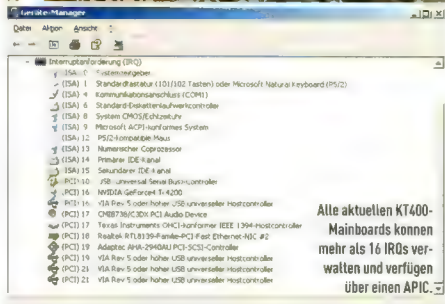 Geräte-Manager
Datei Aktion Ansicht ?
Interruptanforderung (IRQ)
(ISA) 0 Systemzeitgeber
(ISA) 1 Standardtastatur (101/102 Tasten) oder Microsoft Natural Keyboard (PS/2)
(ISA) 4 Kommunikationsanschluss (COM1)
(ISA) 6 Standard-Diskettenlaufwerkcontroller
(ISA) 8 System CMOS/Echtzeituhr
(ISA) 9 Microsoft ACPI-konformes System
(ISA) 12 PS/2-kompatible Maus
(ISA) 13 Numerischer Coprozessor
(ISA) 14 Primärer IDE-Kanal
(ISA) 15 Sekundärer IDE-Kanal
(PCI) 16 USB universal Serial Bus-Controller
(PCI) 16 NVIDIA GeForce4 Ti 4200
(PCI) 16 VIA Rev 5 oder höher USB universeller Hostcontroller
(PCI) 17 CMI8738/C3DX PCI Audio Device
(PCI) 17 Texas Instruments OHCI-konformer IEEE 1394-Hostcontroller
(PCI) 18 Realtek RTL8139-Familie-PCI-Fast Ethernet-NIC #2
(PCI) 19 Adaptec AHA-2940AU PCI-SCSI-Controller
(PCI) 19 VIA Rev 5 oder höher USB universeller Hostcontroller
(PCI) 21 VIA Rev 5 oder höher USB universeller Hostcontroller
(PCI) 21 VIA Rev 5 oder höher USB universeller Hostcontroller
Alle aktuellen KT400-
Mainboards können
mehr als 16 IRQs ver-
walten und verfügen
über einen APIC.